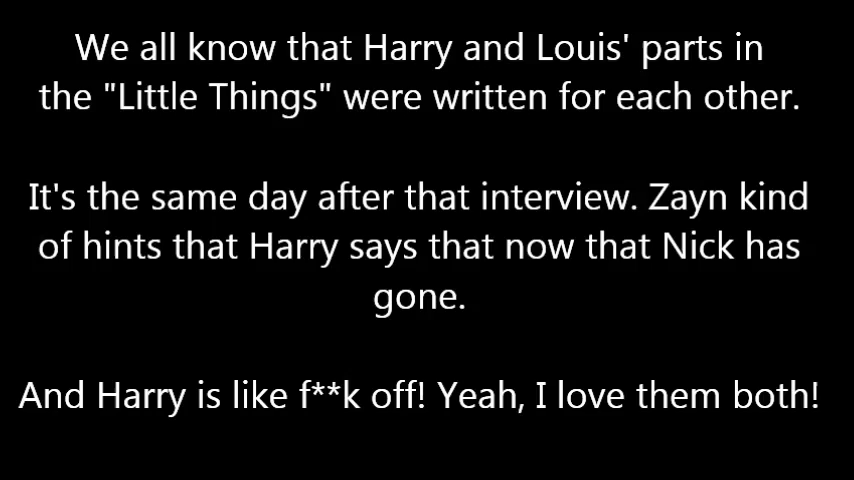 We all know that Harry and Louis' parts in
the "Little Things" were written for each other.
It's the same day after that interview. Zayn kind
of hints that Harry says that now that Nick has
gone.
And Harry is like f**k off! Yeah, I love them both!